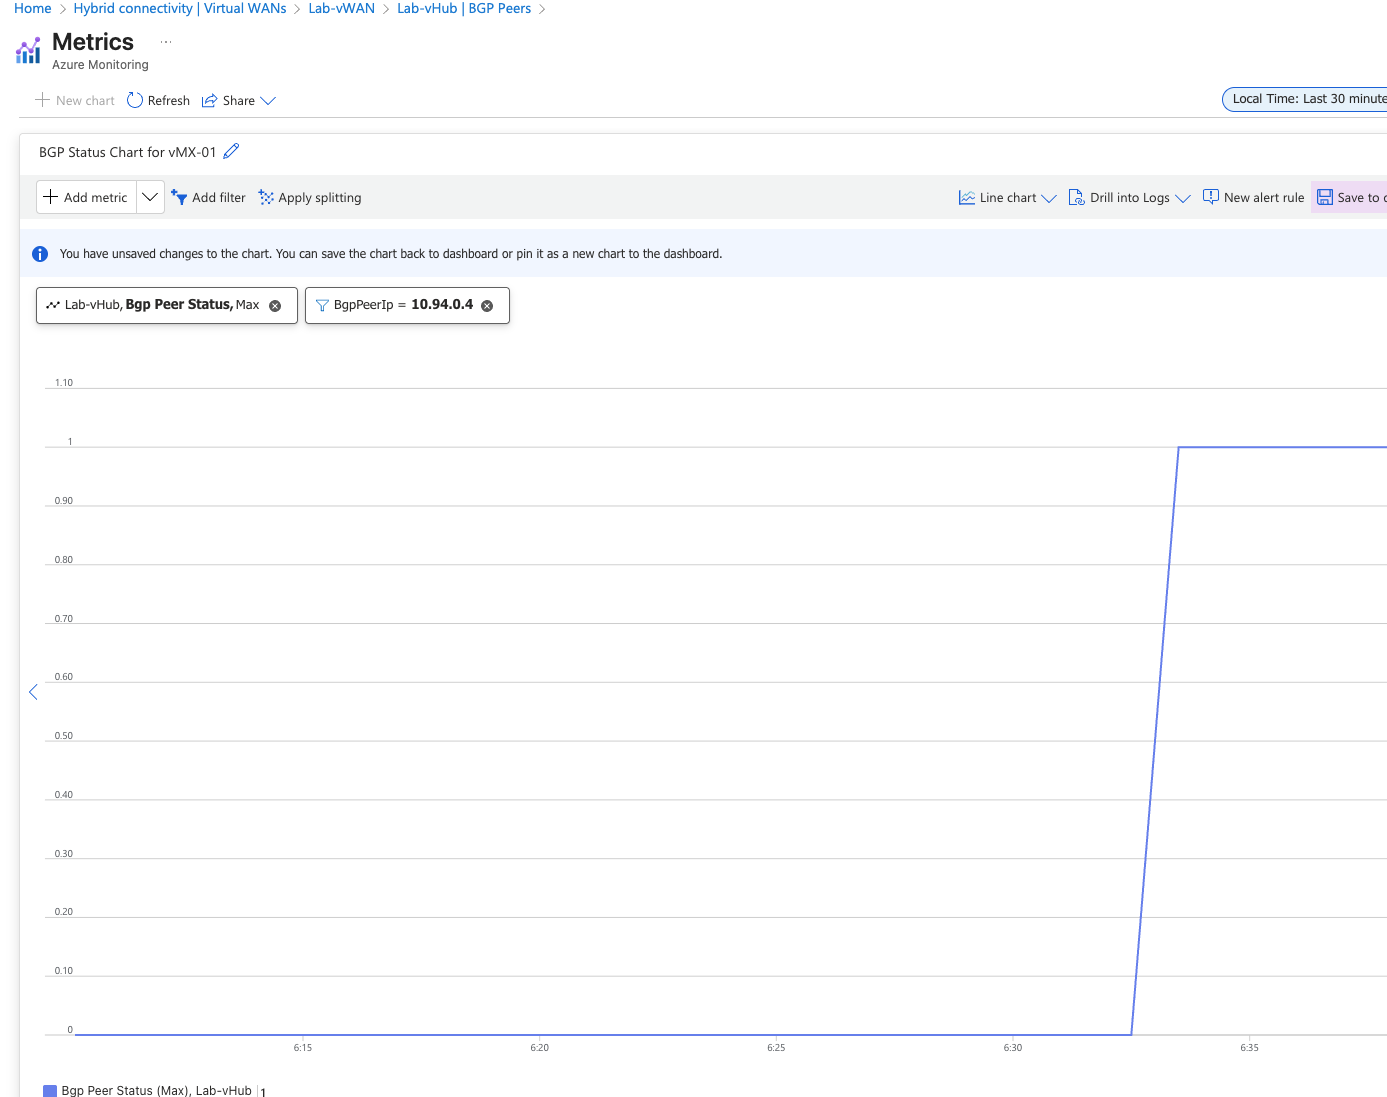 Home > Hybrid connectivity | Virtual WANs > Lab-vWAN > Lab-vHub | BGP Peers >
Metrics ...
Azure Monitoring
New chart Refresh Share
Local Time: Last 30 minute
BGP Status Chart for vMX-01
Add metric Add filter Apply splitting Line chart Drill into Logs New alert rule Save to
You have unsaved changes to the chart. You can save the chart back to dashboard or pin it as a new chart to the dashboard.
Lab-vHub, Bgp Peer Status, Max BgpPeerIp = 10.94.0.4
1.10
1
0.90
0.80
0.70
0.60
0.50
0.40
0.30
0.20
0.10
0
6:15 6:20 6:25 6:30 6:35
Bgp Peer Status (Max), Lab-vHub | 1